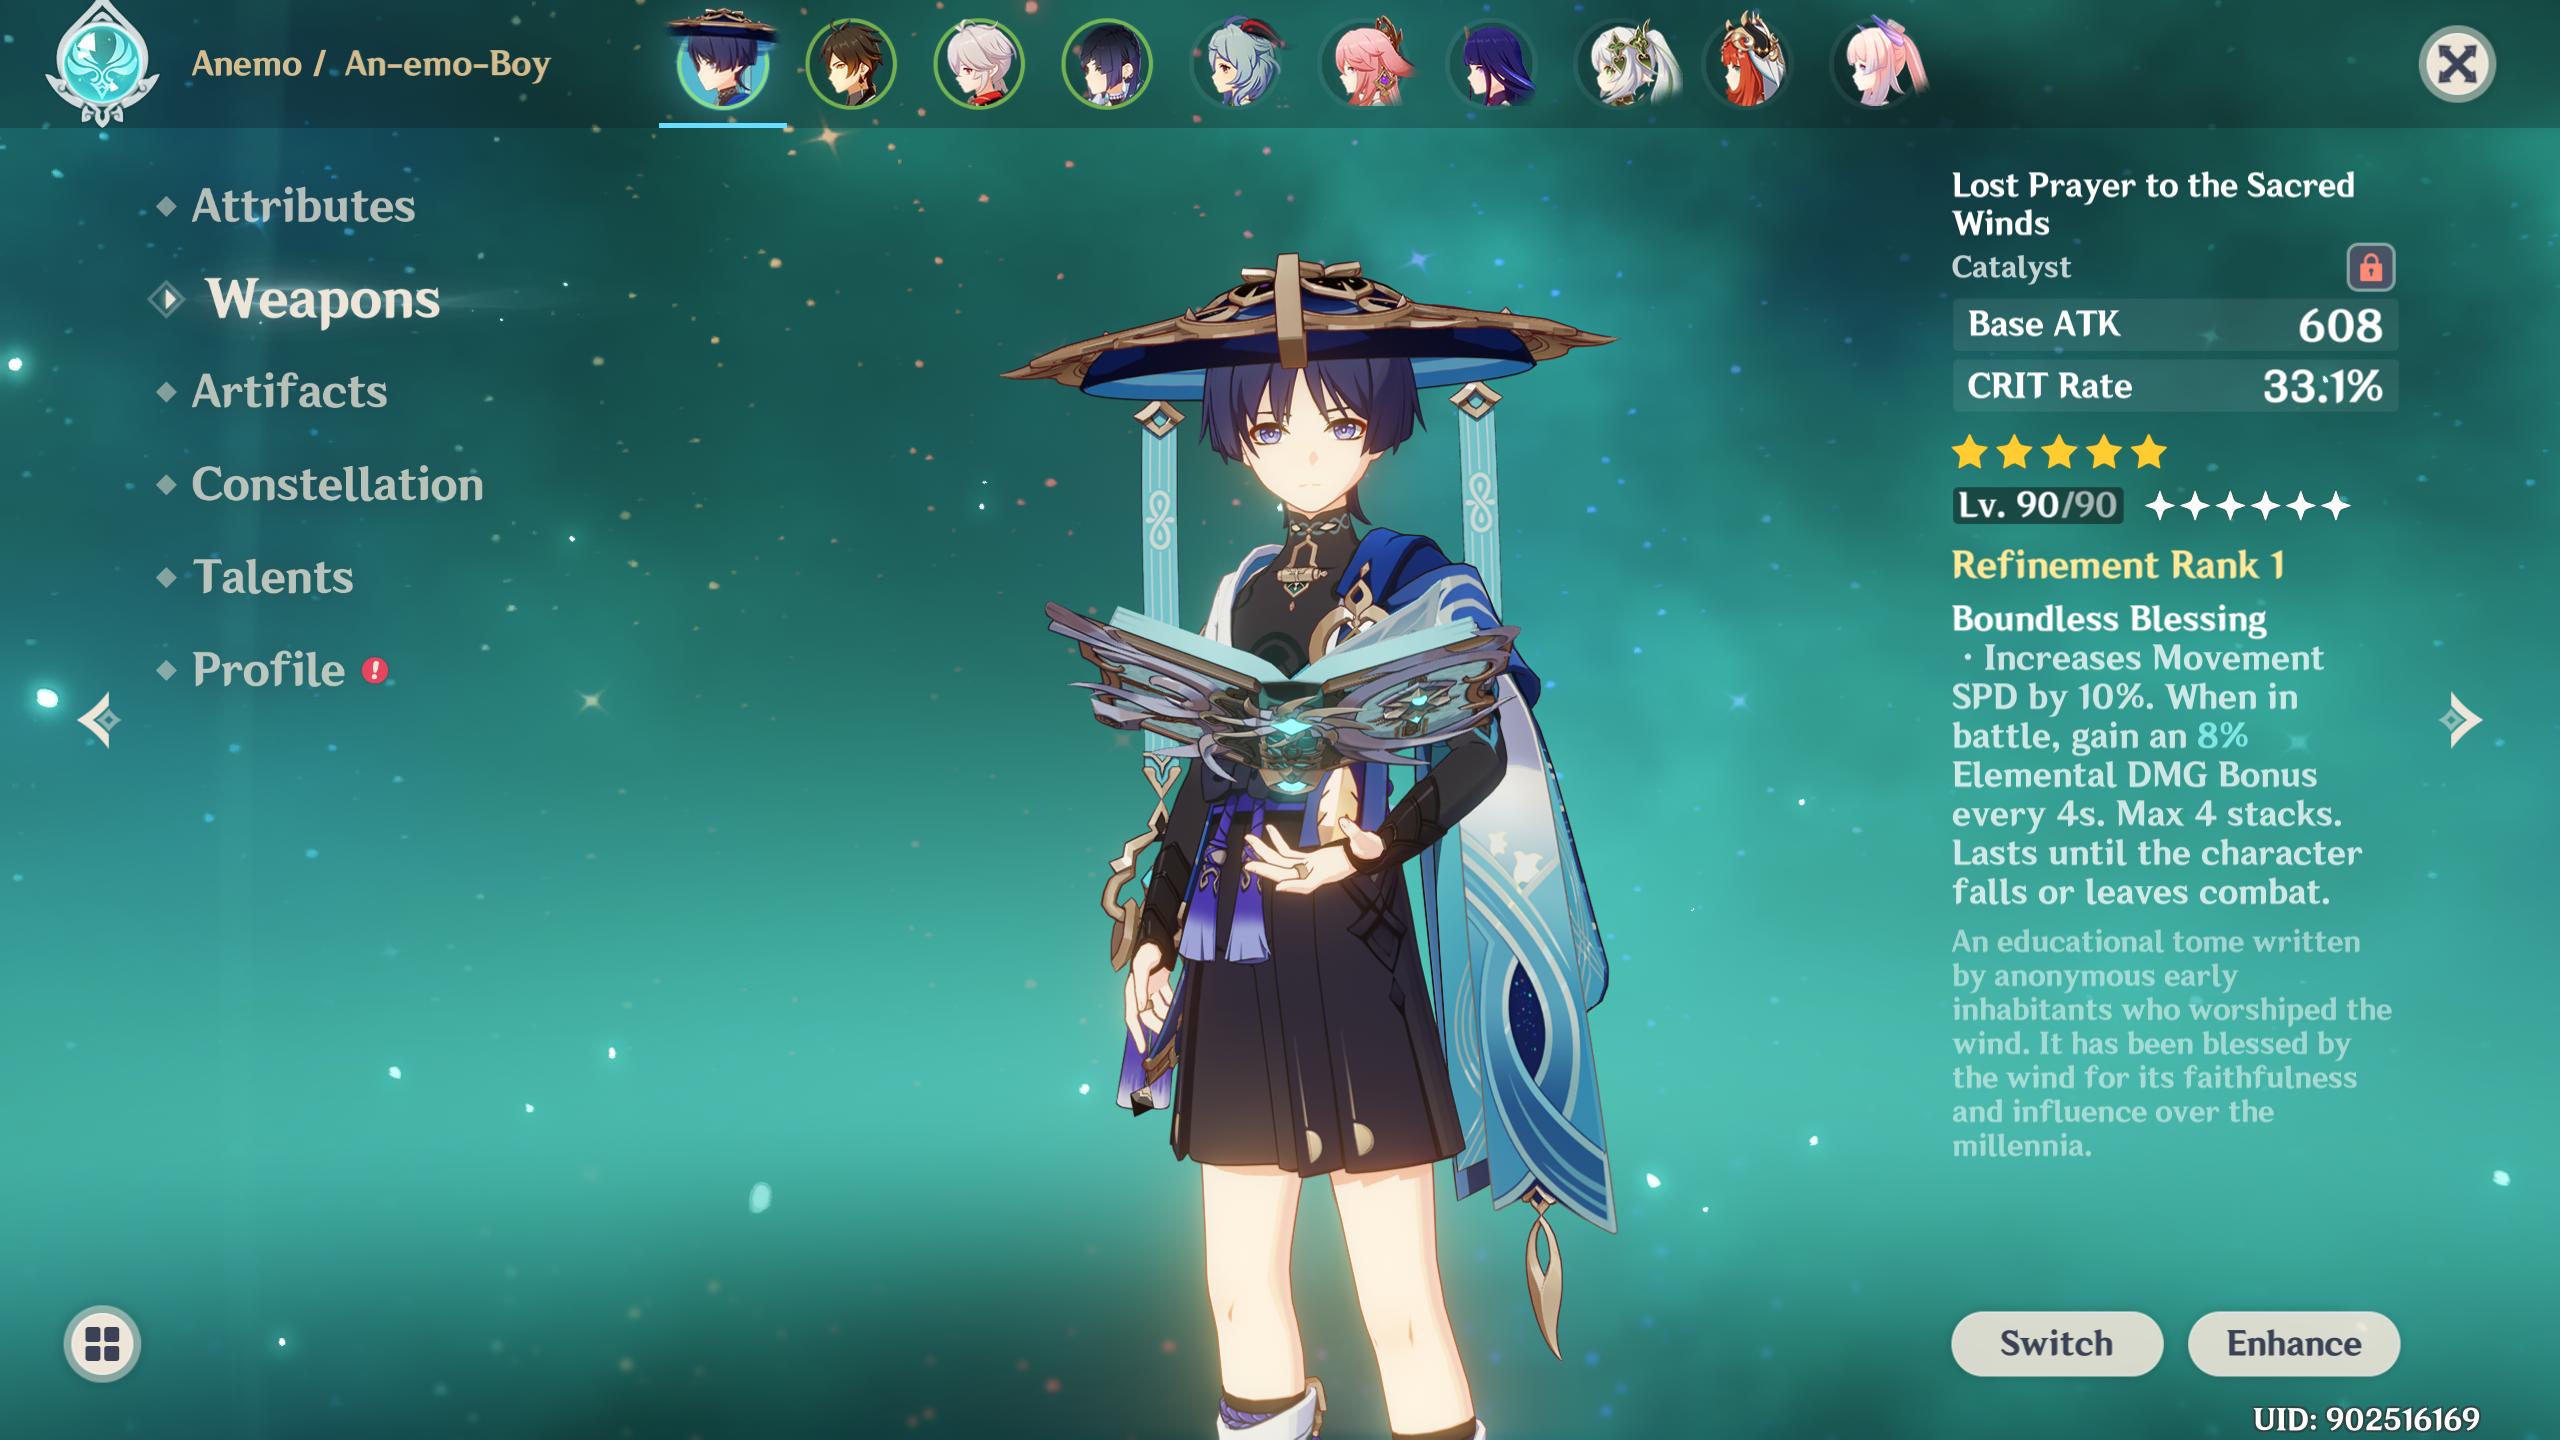 Anemo / An-emo-Boy
Attributes
Weapons
Artifacts
Constellation
Talents
Profile
Lost Prayer to the Sacred
Winds
Catalyst
Base ATK 608
CRIT Rate 33.1%
Lv. 90/90
Refinement Rank 1
Boundless Blessing
· Increases Movement
SPD by 10%. When in
battle, gain an 8%
Elemental DMG Bonus
every 4s. Max 4 stacks.
Lasts until the character
falls or leaves combat.
An educational tome written
by anonymous early
inhabitants who worshiped the
wind. It has been blessed by
the wind for its faithfulness
and influence over the
millennia.
Switch Enhance
UID: 902516169